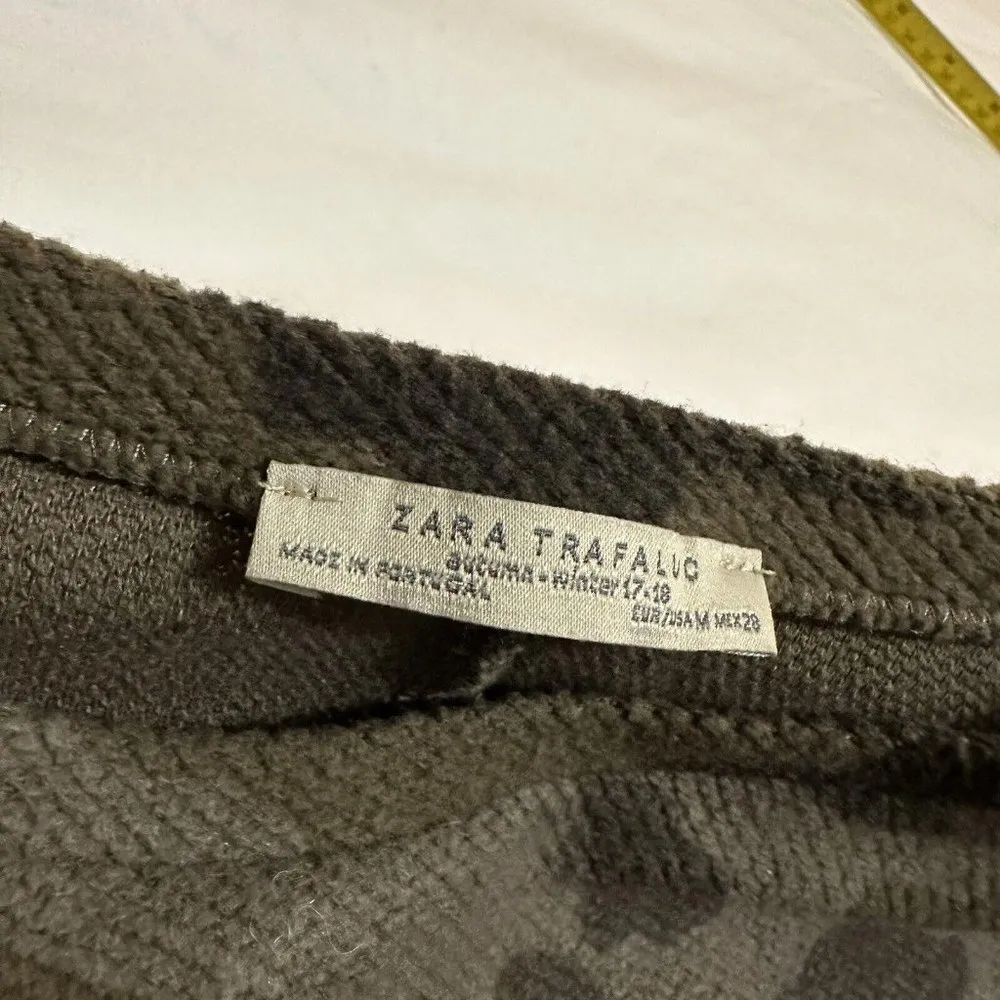 ZARA TRAFALUC
autumn-winter 17-18
MADE IN PORTUGAL
EUR/USA M MEX 28